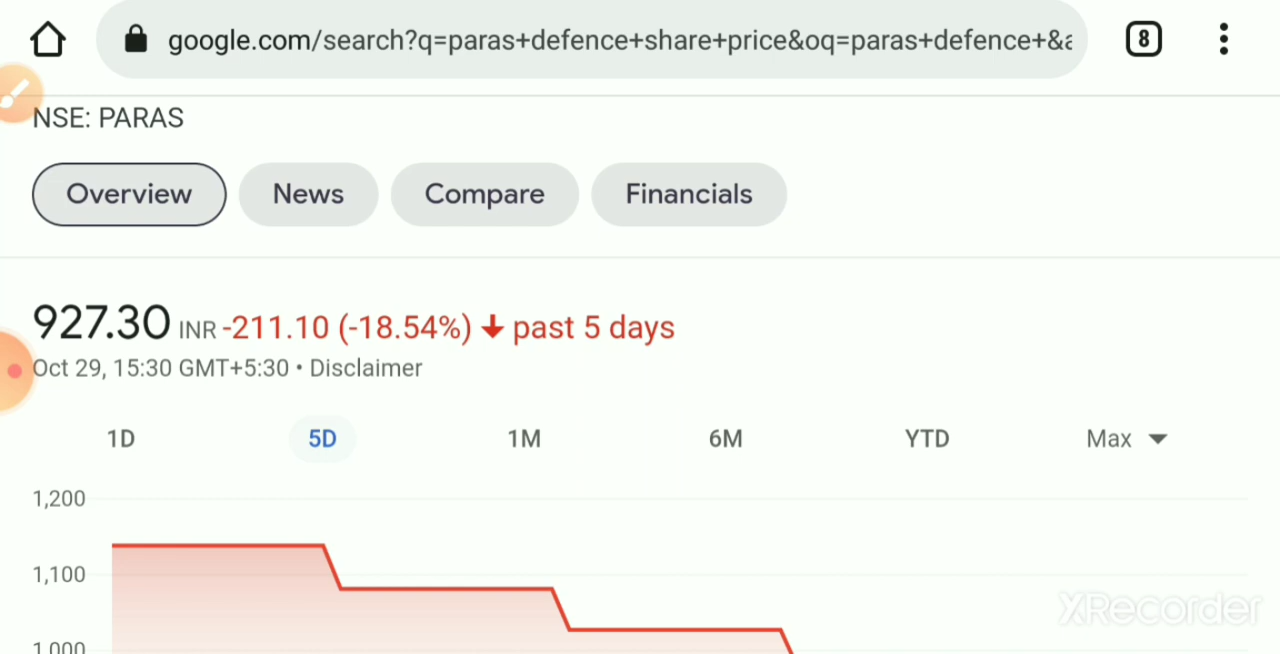 google.com/search?q=paras+defence+share+price&oq=paras+defence+&a
8
NSE: PARAS
Overview News Compare Financials
927.30 INR -211.10 (-18.54%) ↓ past 5 days
Oct 29, 15:30 GMT+5:30 • Disclaimer
1D 5D 1M 6M YTD Max
1,200
1,100
1,000
XRecorder